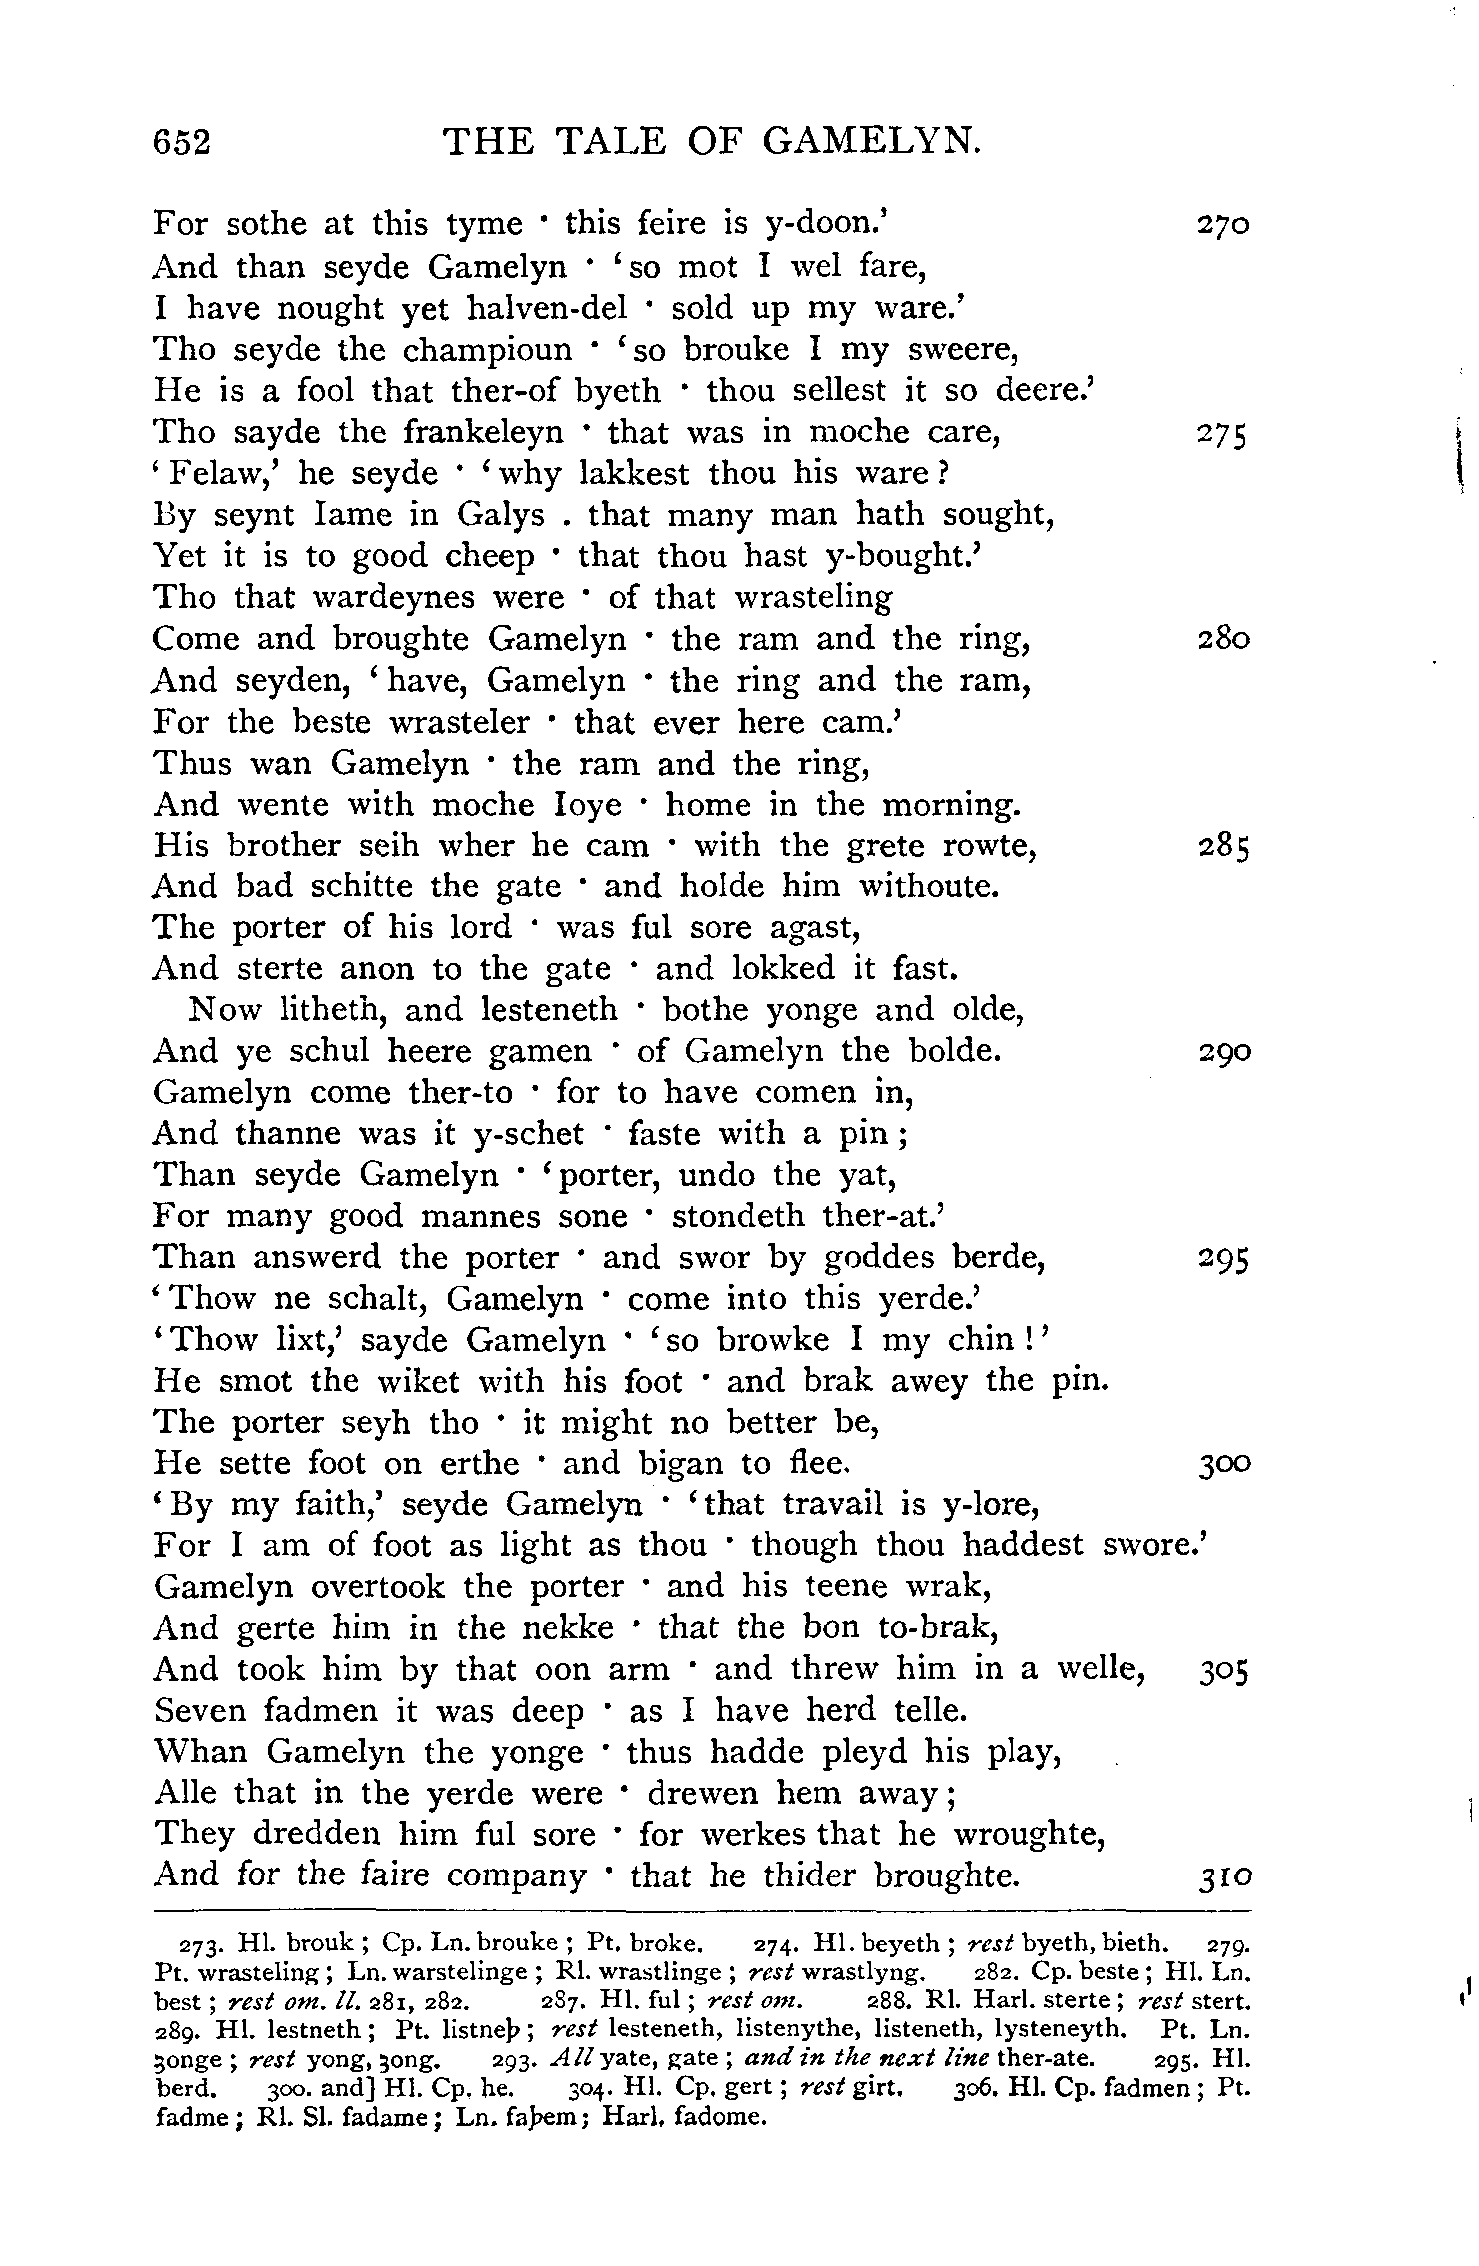 652 THE TALE OF GAMELYN.
For sothe at this tyme · this feire is y-doon.’ 270
And than seyde Gamelyn · ‘so mot I wel fare,
I have nought yet halven-del · sold up my ware.’
Tho seyde the champioun · ‘so brouke I my sweere,
He is a fool that ther-of byeth · thou sellest it so deere.’
Tho sayde the frankeleyn · that was in moche care, 275
‘Felaw,’ he seyde · ‘why lakkest thou his ware?
By seynt Iame in Galys . that many man hath sought,
Yet it is to good cheep · that thou hast y-bought.’
Tho that wardeynes were · of that wrasteling
Come and broughte Gamelyn · the ram and the ring, 280
And seyden, ‘have, Gamelyn · the ring and the ram,
For the beste wrasteler · that ever here cam.’
Thus wan Gamelyn · the ram and the ring,
And wente with moche Ioye · home in the morning.
His brother seih wher he cam · with the grete rowte, 285
And bad schitte the gate · and holde him withoute.
The porter of his lord · was ful sore agast,
And sterte anon to the gate · and lokked it fast.
Now litheth, and lesteneth · bothe yonge and olde,
And ye schul heere gamen · of Gamelyn the bolde. 290
Gamelyn come ther-to · for to have comen in,
And thanne was it y-schet · faste with a pin;
Than seyde Gamelyn · ‘porter, undo the yat,
For many good mannes sone · stondeth ther-at.’
Than answerd the porter · and swor by goddes berde, 295
‘Thow ne schalt, Gamelyn · come into this yerde.’
‘Thow lixt,’ sayde Gamelyn · ‘so browke I my chin!’
He smot the wiket with his foot · and brak awey the pin.
The porter seyh tho · it might no better be,
He sette foot on erthe · and bigan to flee. 300
‘By my faith,’ seyde Gamelyn · ‘that travail is y-lore,
For I am of foot as light as thou · though thou haddest swore.’
Gamelyn overtook the porter · and his teene wrak,
And gerte him in the nekke · that the bon to-brak,
And took him by that oon arm · and threw him in a welle, 305
Seven fadmen it was deep · as I have herd telle.
Whan Gamelyn the yonge · thus hadde pleyd his play,
Alle that in the yerde were · drewen hem away;
They dredden him ful sore · for werkes that he wroughte,
And for the faire company · that he thider broughte. 310
273. Hl. brouk; Cp. Ln. brouke; Pt. broke. 274. Hl. beyeth; rest byeth, bieth. 279.
Pt. wrasteling; Ln. warstelinge; Rl. wrastlinge; rest wrastlyng. 282. Cp. beste; Hl. Ln.
best; rest om. ll. 281, 282. 287. Hl. ful; rest om. 288. Rl. Harl. sterte; rest stert.
289. Hl. lestneth; Pt. listneþ; rest lesteneth, listenythe, listeneth, lysteneyth. Pt. Ln.
ȝonge; rest yong, ȝong. 293. All yate, gate; and in the next line ther-ate. 295. Hl.
berd. 300. and] Hl. Cp. he. 304. Hl. Cp. gert; rest girt. 306. Hl. Cp. fadmen; Pt.
fadme; Rl. Sl. fadame; Ln. faþem; Harl. fadome.